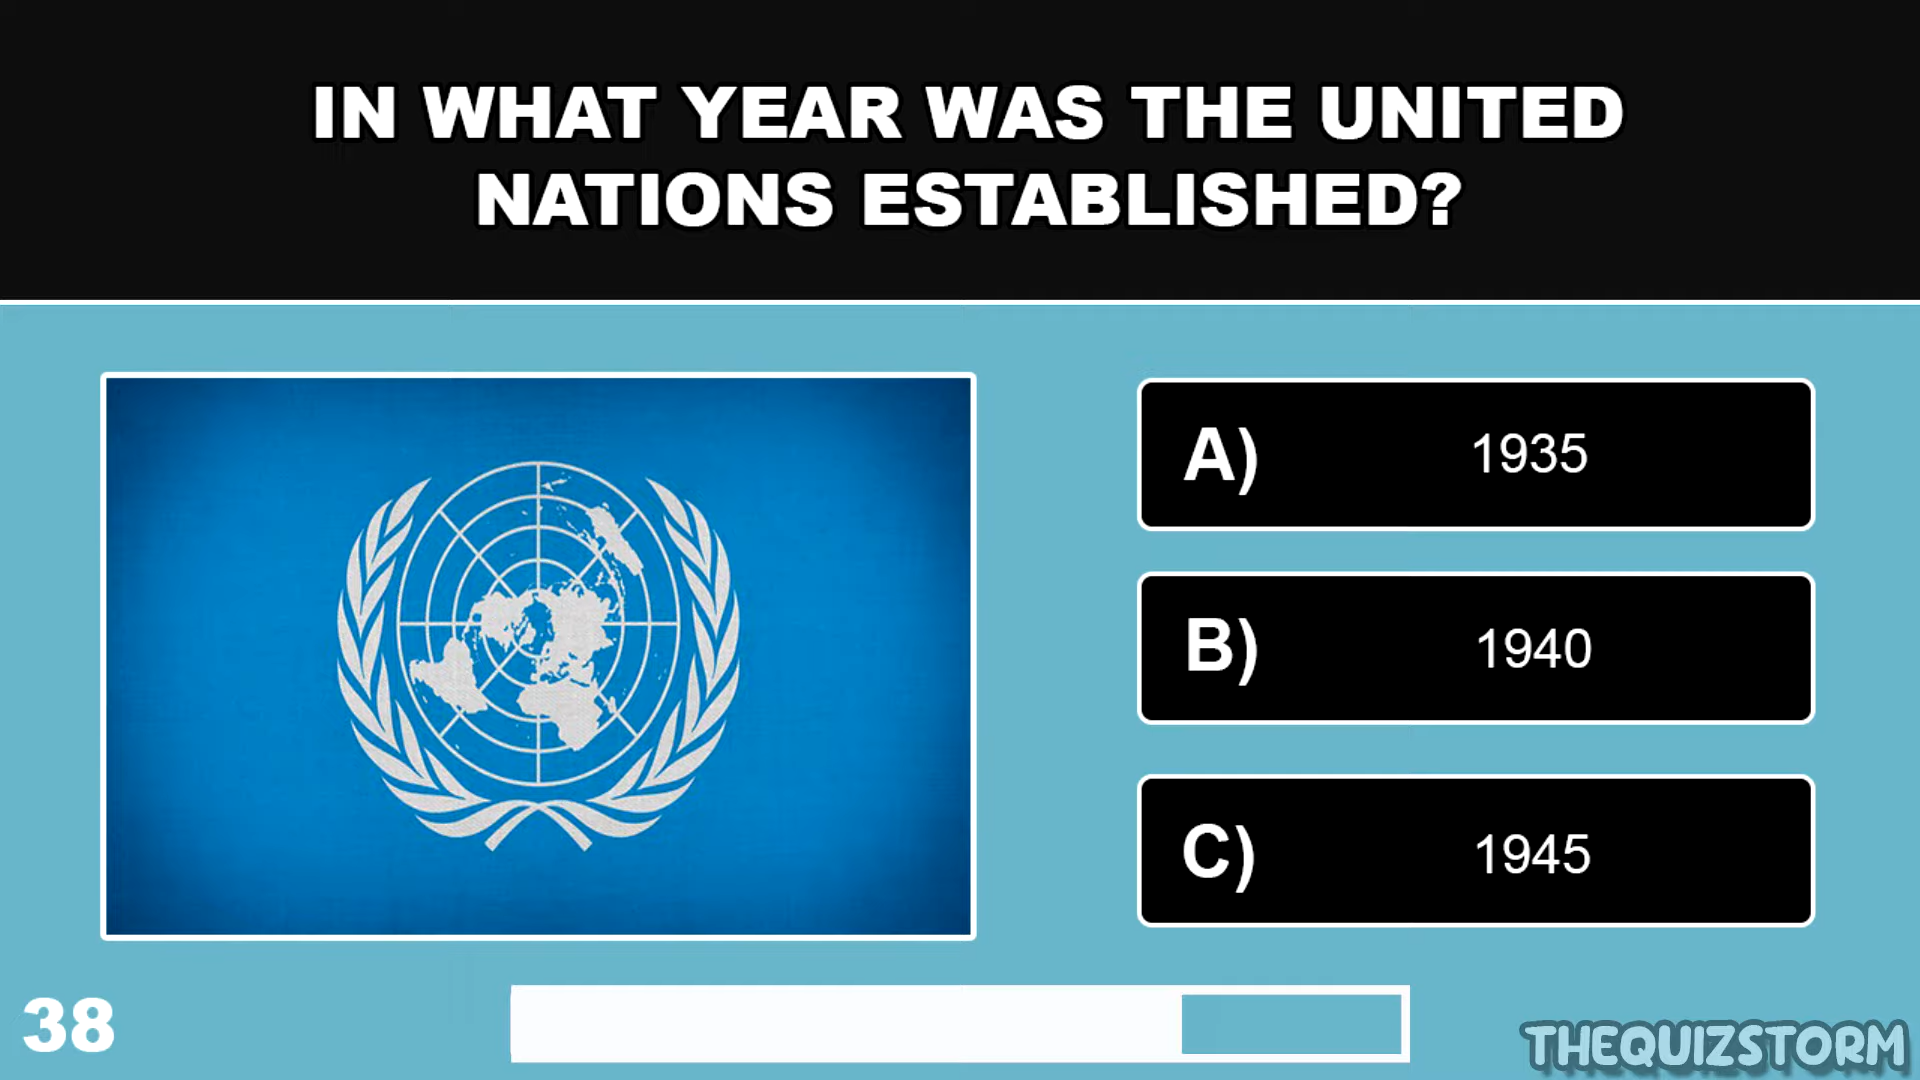 IN WHAT YEAR WAS THE UNITED
NATIONS ESTABLISHED?
A) 1935
B) 1940
C) 1945
38
THEQUIZSTORM